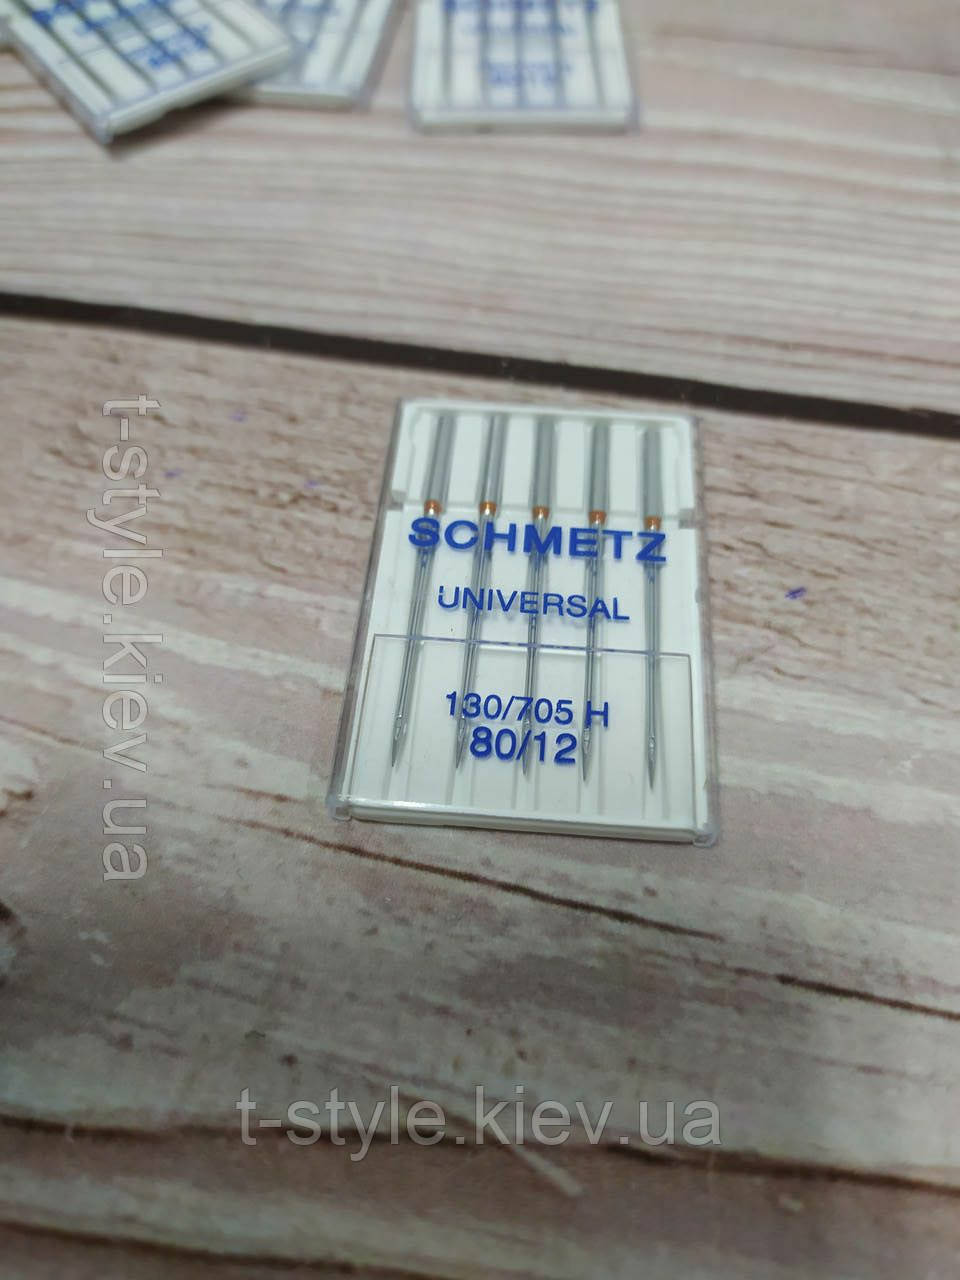 SCHMETZ
UNIVERSAL
130/705 H
80/12
t-style.kiev.ua
t-style.kiev.ua